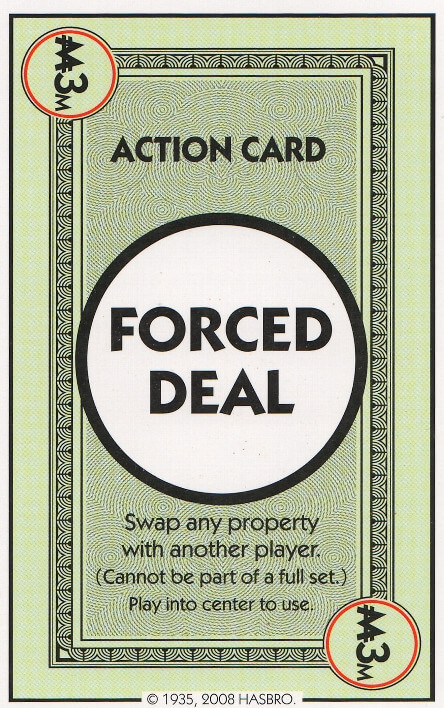 ₩3M
ACTION CARD
FORCED
DEAL
Swap any property
with another player.
(Cannot be part of a full set.)
Play into center to use.
₩3M
© 1935, 2008 HASBRO.